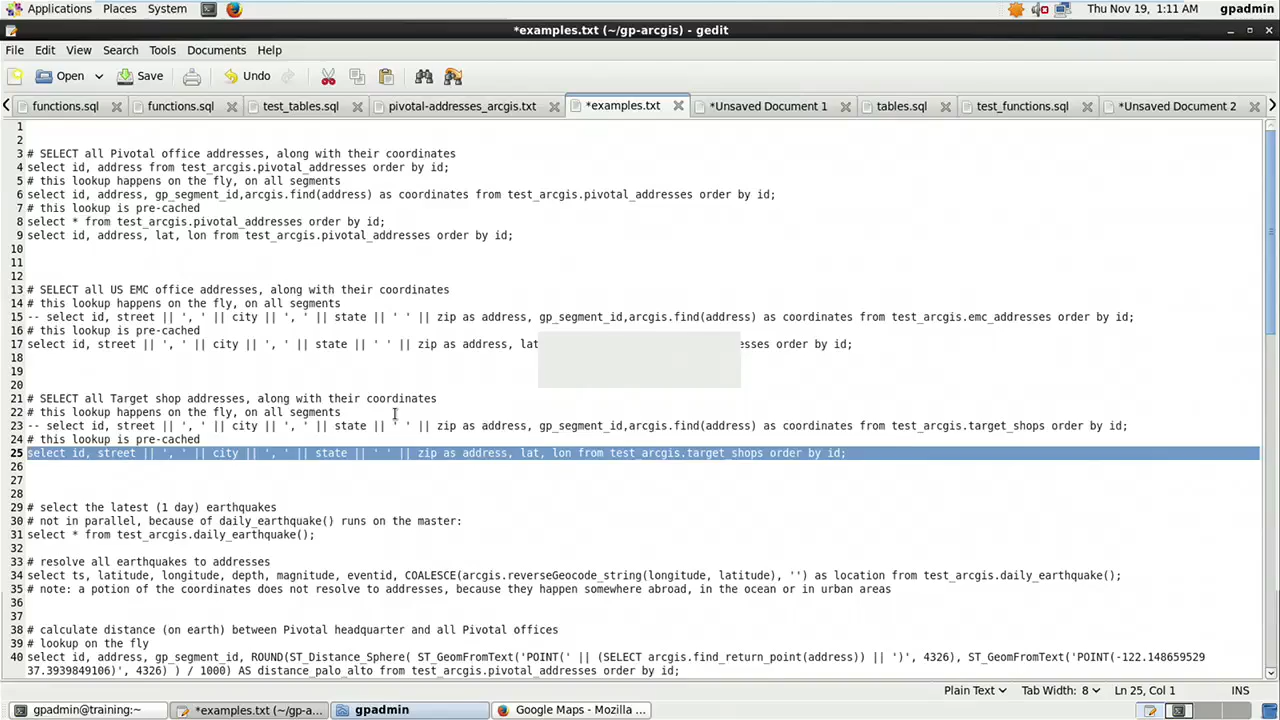 Applications Places System Thu Nov 19, 1:11 AM gpadmin
*examples.txt (~/gp-arcgis) - gedit
File Edit View Search Tools Documents Help
Open Save Undo
functions.sql functions.sql test_tables.sql pivotal-addresses_arcgis.txt *examples.txt *Unsaved Document 1 tables.sql test_functions.sql *Unsaved Document 2
1
2
3 # SELECT all Pivotal office addresses, along with their coordinates
4 select id, address from test_arcgis.pivotal_addresses order by id;
5 # this lookup happens on the fly, on all segments
6 select id, address, gp_segment_id,arcgis.find(address) as coordinates from test_arcgis.pivotal_addresses order by id;
7 # this lookup is pre-cached
8 select * from test_arcgis.pivotal_addresses order by id;
9 select id, address, lat, lon from test_arcgis.pivotal_addresses order by id;
10
11
12
13 # SELECT all US EMC office addresses, along with their coordinates
14 # this lookup happens on the fly, on all segments
15 -- select id, street || ', ' || city || ', ' || state || ' ' || zip as address, gp_segment_id,arcgis.find(address) as coordinates from test_arcgis.emc_addresses order by id;
16 # this lookup is pre-cached
17 select id, street || ', ' || city || ', ' || state || ' ' || zip as address, lat esses order by id;
18
19
20
21 # SELECT all Target shop addresses, along with their coordinates
22 # this lookup happens on the fly, on all segments
23 -- select id, street || ', ' || city || ', ' || state || ' ' || zip as address, gp_segment_id,arcgis.find(address) as coordinates from test_arcgis.target_shops order by id;
24 # this lookup is pre-cached
25 select id, street || ', ' || city || ', ' || state || ' ' || zip as address, lat, lon from test_arcgis.target_shops order by id;
26
27
28
29 # select the latest (1 day) earthquakes
30 # not in parallel, because of daily_earthquake() runs on the master:
31 select * from test_arcgis.daily_earthquake();
32
33 # resolve all earthquakes to addresses
34 select ts, latitude, longitude, depth, magnitude, eventid, COALESCE(arcgis.reverseGeocode_string(longitude, latitude), '') as location from test_arcgis.daily_earthquake();
35 # note: a potion of the coordinates does not resolve to addresses, because they happen somewhere abroad, in the ocean or in urban areas
36
37
38 # calculate distance (on earth) between Pivotal headquarter and all Pivotal offices
39 # lookup on the fly
40 select id, address, gp_segment_id, ROUND(ST_Distance_Sphere( ST_GeomFromText('POINT(' || (SELECT arcgis.find_return_point(address)) || ')', 4326), ST_GeomFromText('POINT(-122.148659529
37.3939849106)', 4326) ) / 1000) AS distance_palo_alto from test_arcgis.pivotal_addresses order by id;
Plain Text Tab Width: 8 Ln 25, Col 1 INS
gpadmin@training:~ *examples.txt (~/gp-a... gpadmin Google Maps - Mozilla ...